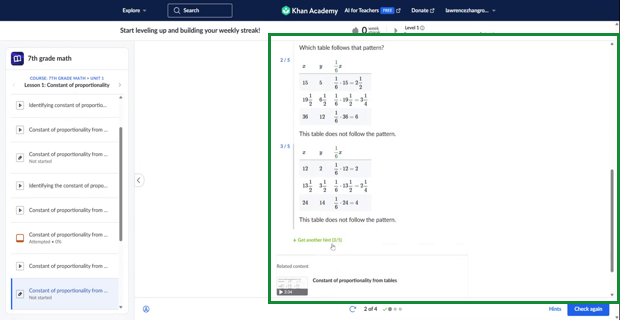 Explore
Search
Khan Academy
AI for Teachers FREE
Donate
lawrencezhangro...
Start leveling up and building your weekly streak!
0 week
Level 1
7th grade math
COURSE: 7TH GRADE MATH > UNIT 1
Lesson 1: Constant of proportionality
Identifying constant of proportio...
Constant of proportionality from ...
Constant of proportionality from ...
Not started
Identifying the constant of propo...
Constant of proportionality from ...
Constant of proportionality from ...
Attempted • 0%
Constant of proportionality from ...
Constant of proportionality from ...
Not started
Which table follows that pattern?
2 / 5
x y 1/6 x
15 5 1/6 · 15 = 2 1/2
19 1/2 6 1/2 1/6 · 19 1/2 = 3 1/4
36 12 1/6 · 36 = 6
This table does not follow the pattern.
3 / 5
x y 1/6 x
12 2 1/6 · 12 = 2
13 1/2 3 1/2 1/6 · 13 1/2 = 2 1/4
24 14 1/6 · 24 = 4
This table does not follow the pattern.
Get another hint (3/5)
Related content
Constant of proportionality from tables
2 of 4
Hints
Check again